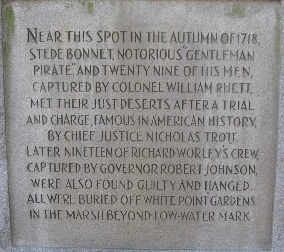 NEAR THIS SPOT IN THE AUTUMN OF 1718,
STEDE BONNET, NOTORIOUS "GENTLEMAN
PIRATE" AND TWENTY NINE OF HIS MEN,
CAPTURED BY COLONEL WILLIAM RHETT,
MET THEIR JUST DESERTS AFTER A TRIAL
AND CHARGE, FAMOUS IN AMERICAN HISTORY,
BY CHIEF JUSTICE NICHOLAS TROTT.
LATER NINETEEN OF RICHARD WORLEY'S CREW,
CAPTURED BY GOVERNOR ROBERT JOHNSON,
WERE ALSO FOUND GUILTY AND HANGED.
ALL WERE BURIED OFF WHITE POINT GARDENS
IN THE MARSH BEYOND LOW-WATER MARK